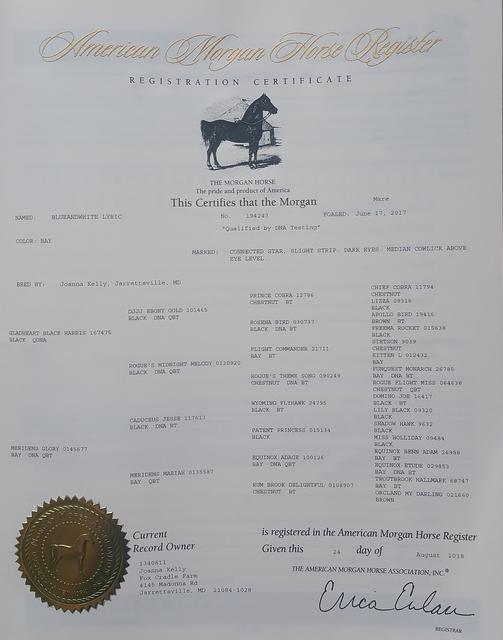 American Morgan Horse Register
REGISTRATION CERTIFICATE
THE MORGAN HORSE
The pride and product of America
This Certifies that the Morgan Mare
NAMED: BLUEANDWHITE LYRIC No. 194243 FOALED: June 17, 2017
"Qualified by DNA Testing"
COLOR: BAY
MARKED: CONNECTED STAR, SLIGHT STRIP. DARK EYES. MEDIAN COWLICK ABOVE
EYE LEVEL.
BRED BY: Joanna Kelly, Jarrettsville, MD
CHIEF COBRA 11794
CHESTNUT
PRINCE COBRA 12786
CHESTNUT BT
LIZZA 09318
BLACK
DJJJ EBONY GOLD 101465
BLACK DNA QBT
APOLLO BIRD 19416
BROWN BT
ROSENA BIRD 030737
BLACK DNA BT
FREEMA ROCKET 015638
BLACK
GLADHEART BLACK HARRIS 167475
BLACK QDNA
STETSON 9039
CHESTNUT
FLIGHT COMMANDER 21711
BAY BT
KITTEN L 012432
BAY
ROGUE'S MIDNIGHT MELODY 0130920
BLACK DNA QBT
FUNQUEST MONARCH 26785
BAY DNA BT
ROGUE'S THEME SONG 090249
CHESTNUT DNA BT
ROGUE FLIGHT MISS 064638
CHESTNUT QBT
DOMINO JOE 16417
BLACK BT
WYOMING FLYHAWK 24795
BLACK BT
LILY BLACK 09320
BLACK
CADUCEUS JESSE 117613
BLACK DNA BT
SHADOW HAWK 9632
BLACK
PATENT PRINCESS 015134
BLACK
MISS HOLLIDAY 09484
BLACK
MERIDENS GLORY 0145677
BAY DNA QBT
EQUINOX BENN ADAM 26988
BAY BT
EQUINOX ADAGE 100126
BAY DNA QBT
EQUINOX ETUDE 029853
BAY DNA BT
MERIDENS MARIAH 0135587
BAY QBT
TROUTBROOK HALLMARK 68747
BAY BT
RUM BROOK DELIGHTFUL 0108907
CHESTNUT BT
ORCLAND MY DARLING 021660
BROWN
Current
Record Owner
1340611
Joanna Kelly
Fox Cradle Farm
4145 Madonna Rd
Jarrettsville, MD 21084-1028
is registered in the American Morgan Horse Register
Given this 24 day of August 2018
THE AMERICAN MORGAN HORSE ASSOCIATION, INC.®
REGISTRAR